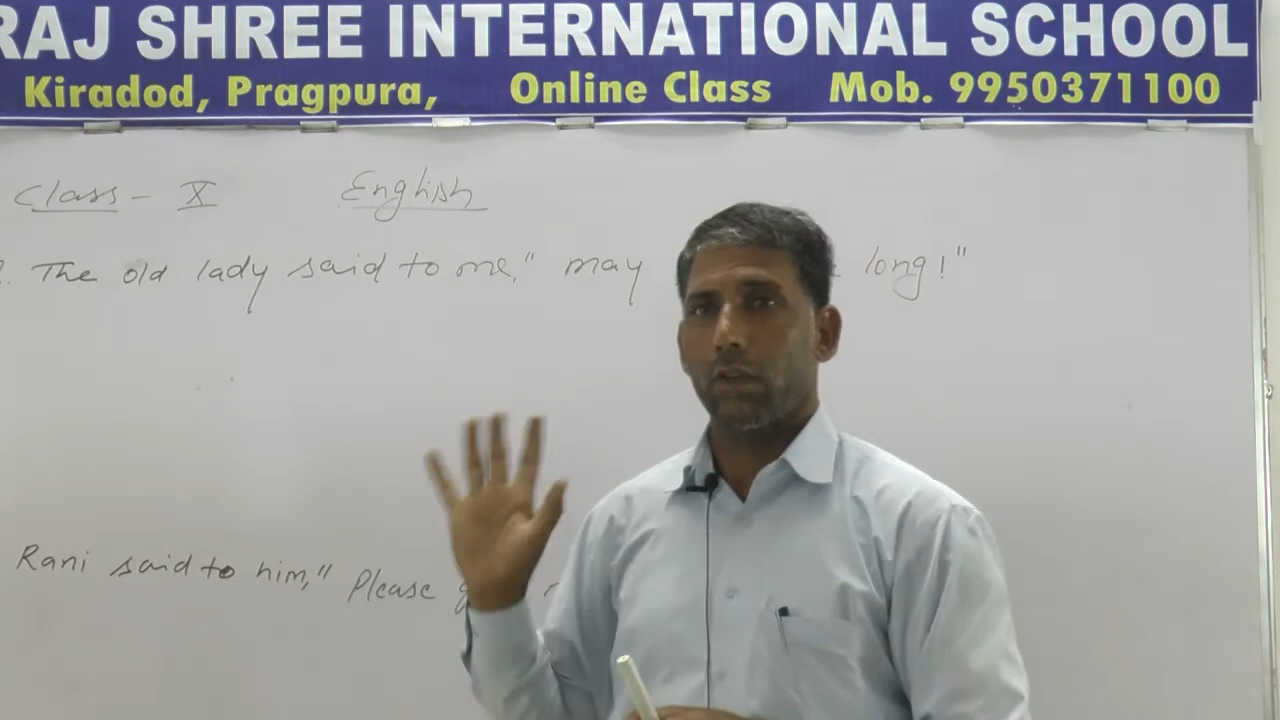 RAJ SHREE INTERNATIONAL SCHOOL
Kiradod, Pragpura, Online Class Mob. 9950371100
Class - X English
The old lady said to me," may long!"
Rani said to him," Please